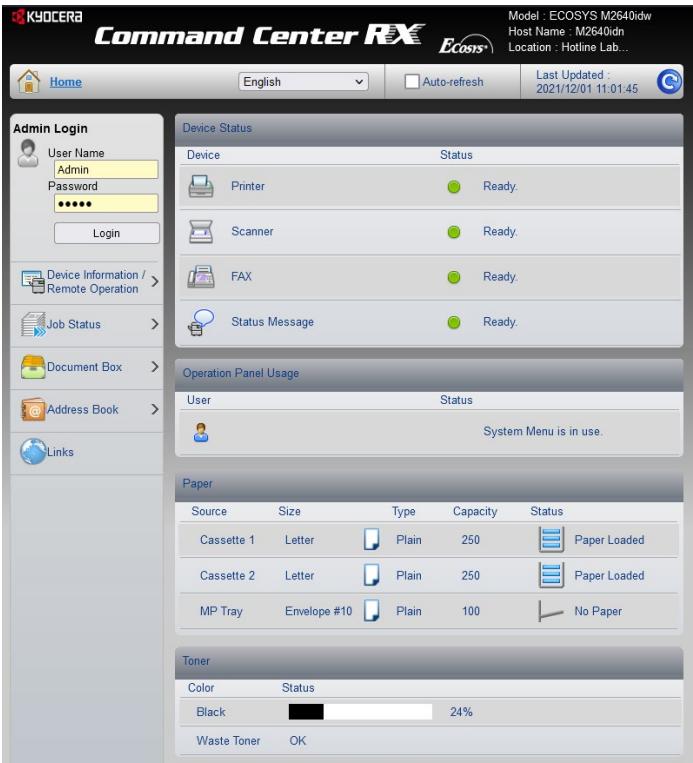 KYOCERA
Command Center RX
Ecosys
Model : ECOSYS M2640idw
Host Name : M2640idn
Location : Hotline Lab...
Home
English
Auto-refresh
Last Updated :
2021/12/01 11:01:45
Admin Login
User Name
Admin
Password
•••••
Login
Device Information /
Remote Operation
Job Status
Document Box
Address Book
Links
Device Status
Device Status
Printer Ready.
Scanner Ready.
FAX Ready.
Status Message Ready.
Operation Panel Usage
User Status
System Menu is in use.
Paper
Source Size Type Capacity Status
Cassette 1 Letter Plain 250 Paper Loaded
Cassette 2 Letter Plain 250 Paper Loaded
MP Tray Envelope #10 Plain 100 No Paper
Toner
Color Status
Black 24%
Waste Toner OK